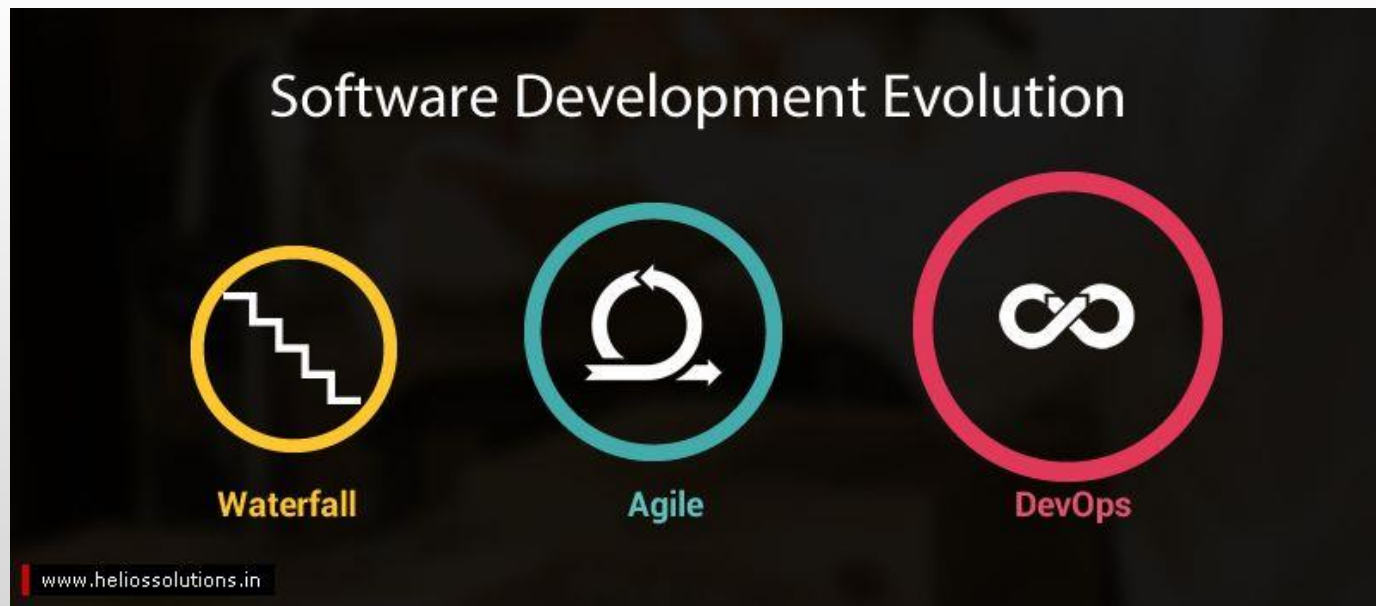 Software Development Evolution
Waterfall
Agile
DevOps
www.heliossolutions.in